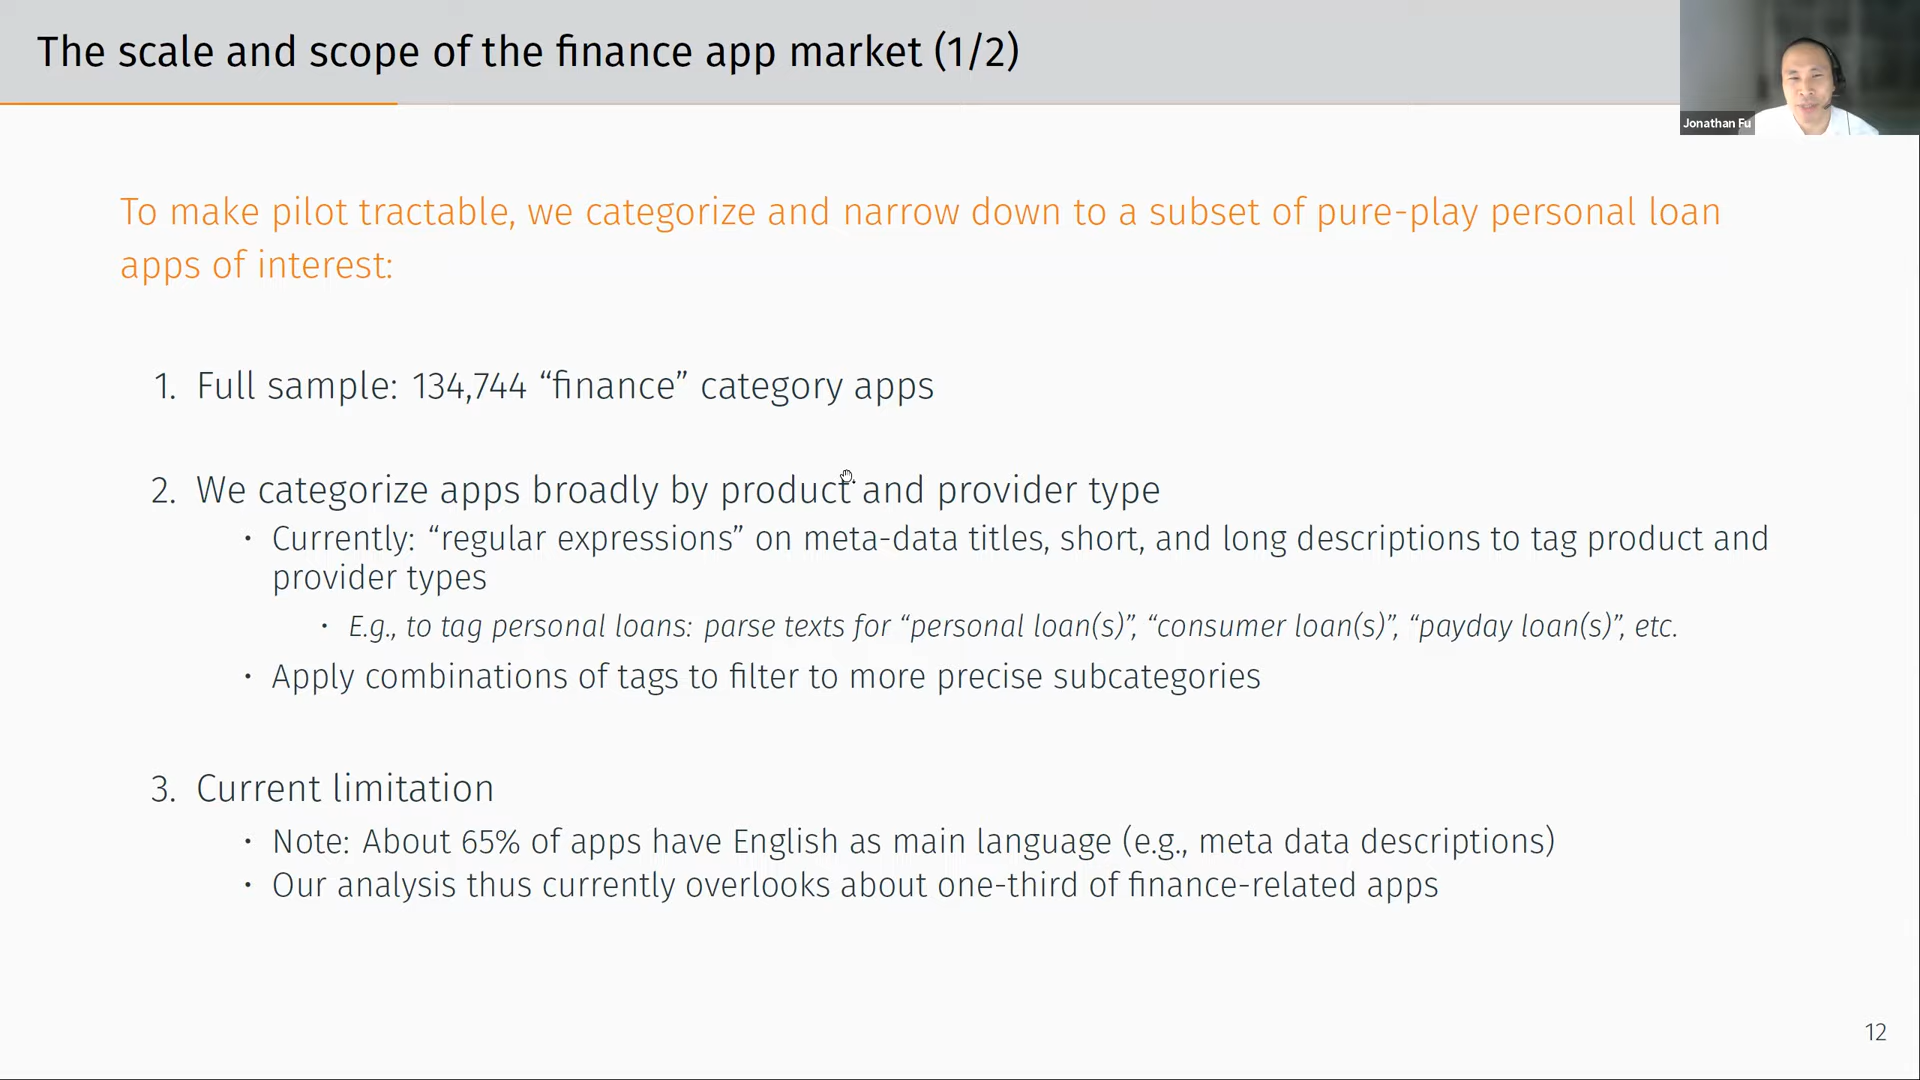 The scale and scope of the finance app market (1/2)
Jonathan Fu
To make pilot tractable, we categorize and narrow down to a subset of pure-play personal loan
apps of interest:
1. Full sample: 134,744 “finance” category apps
2. We categorize apps broadly by product and provider type
• Currently: “regular expressions” on meta-data titles, short, and long descriptions to tag product and
provider types
• E.g., to tag personal loans: parse texts for “personal loan(s)”, “consumer loan(s)”, “payday loan(s)”, etc.
• Apply combinations of tags to filter to more precise subcategories
3. Current limitation
• Note: About 65% of apps have English as main language (e.g., meta data descriptions)
• Our analysis thus currently overlooks about one-third of finance-related apps
12